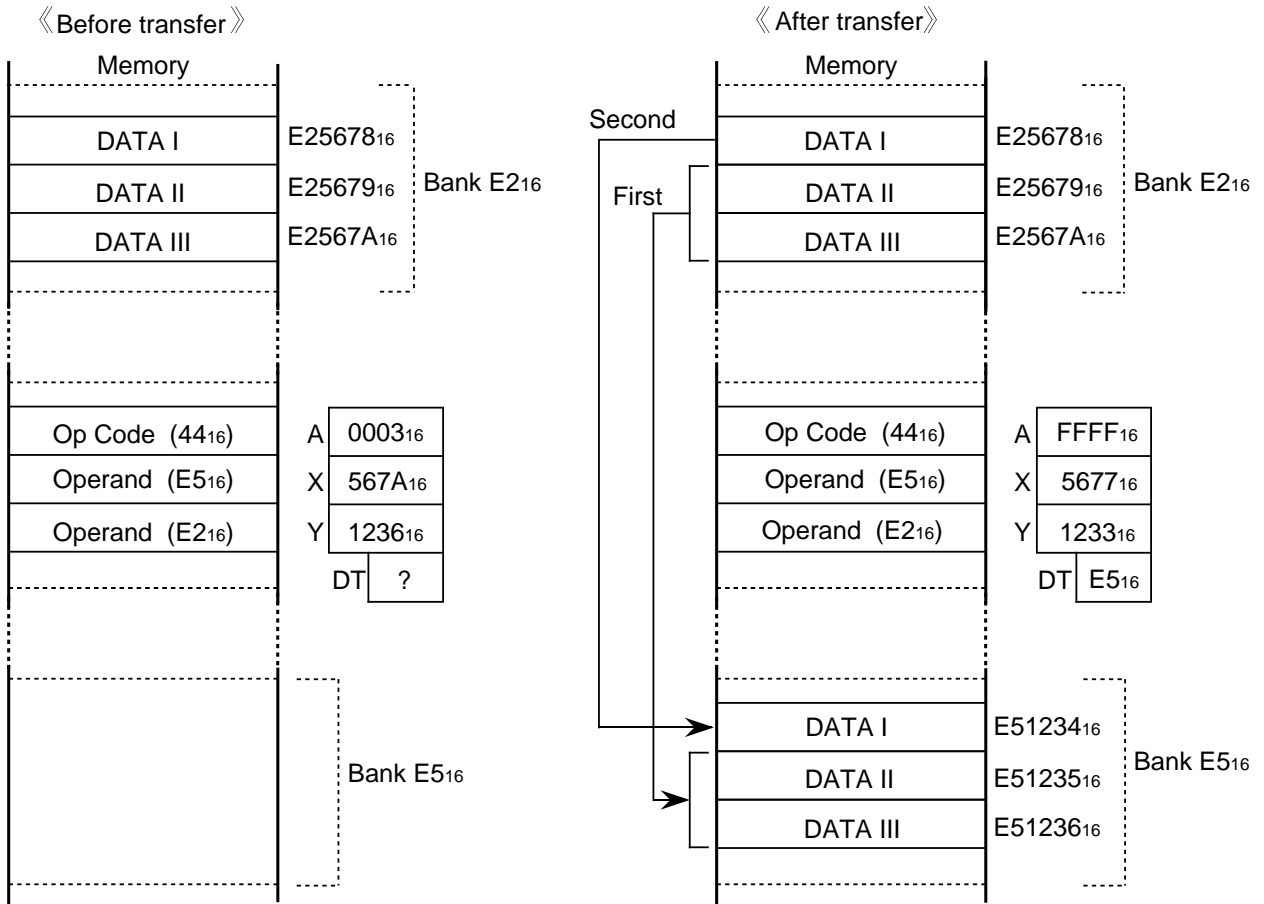 《Before transfer》
Memory
DATA I E25678₁₆
DATA II E25679₁₆
DATA III E2567A₁₆
Bank E2₁₆
Op Code (44₁₆)
Operand (E5₁₆)
Operand (E2₁₆)
A 0003₁₆
X 567A₁₆
Y 1236₁₆
DT ?
Bank E5₁₆
《After transfer》
Memory
Second
First
DATA I E25678₁₆
DATA II E25679₁₆
DATA III E2567A₁₆
Bank E2₁₆
Op Code (44₁₆)
Operand (E5₁₆)
Operand (E2₁₆)
A FFFF₁₆
X 5677₁₆
Y 1233₁₆
DT E5₁₆
DATA I E51234₁₆
DATA II E51235₁₆
DATA III E51236₁₆
Bank E5₁₆